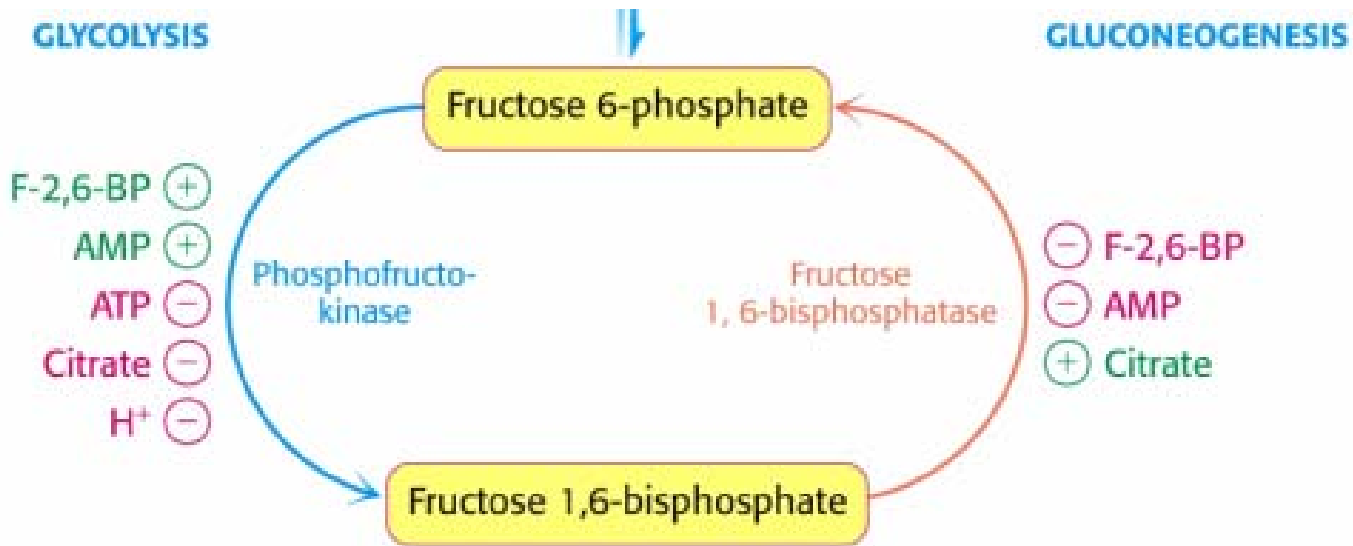 GLYCOLYSIS
GLUCONEOGENESIS
Fructose 6-phosphate
F-2,6-BP +
AMP +
ATP −
Citrate −
H⁺ −
Phosphofructo-
kinase
Fructose
1, 6-bisphosphatase
− F-2,6-BP
− AMP
+ Citrate
Fructose 1,6-bisphosphate